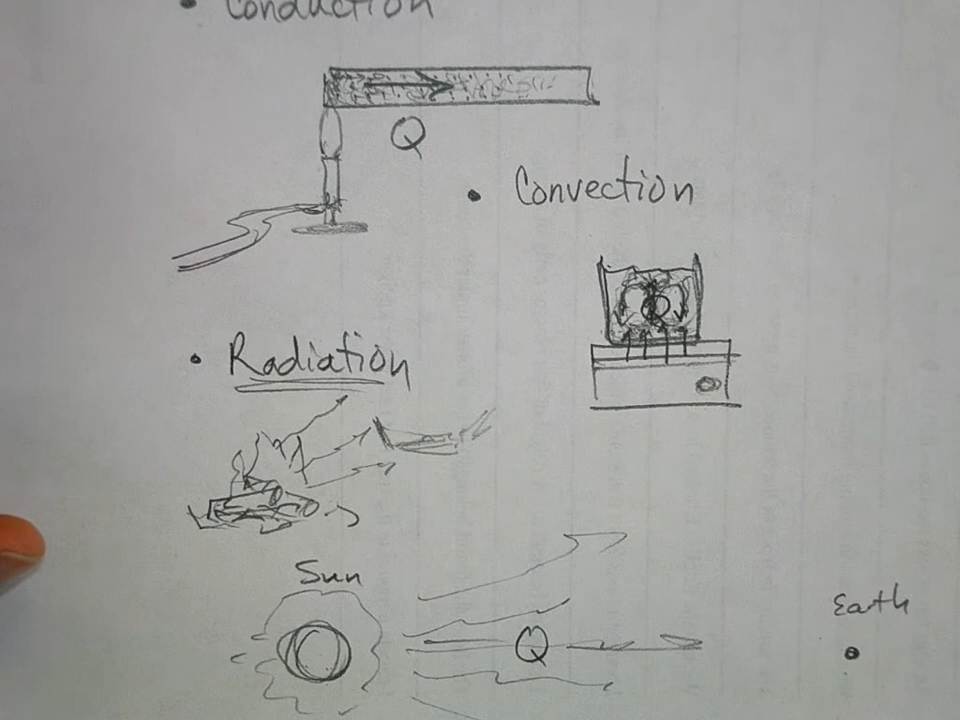 • Conduction
Q
• Convection
Q
• Radiation
Sun
Q
Earth